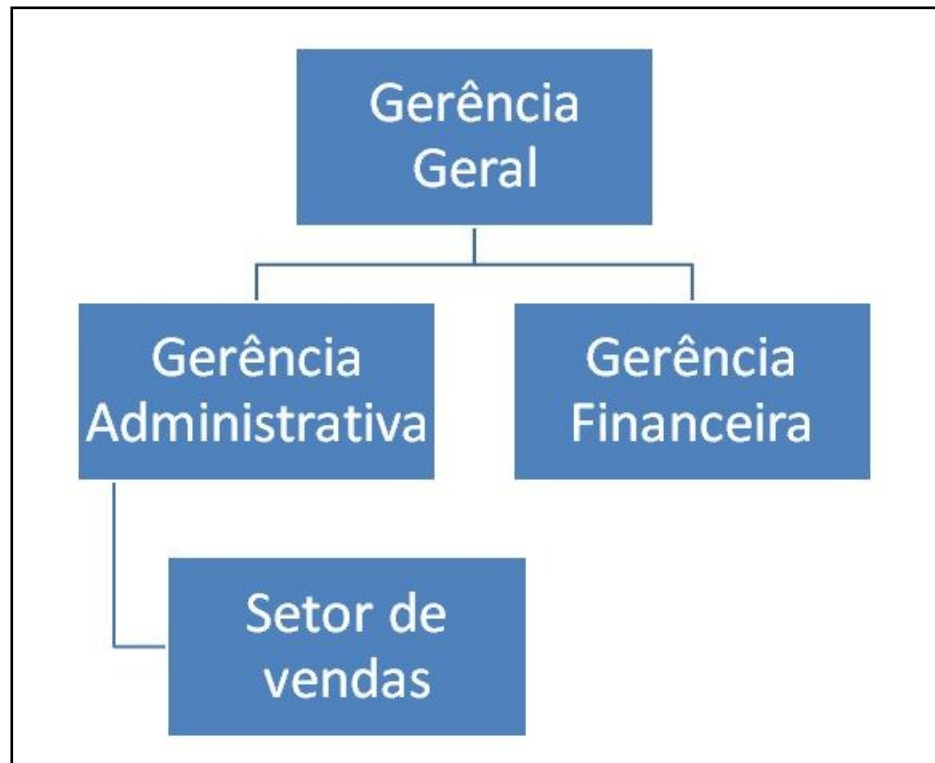 Gerência
Geral
Gerência
Administrativa
Gerência
Financeira
Setor de
vendas